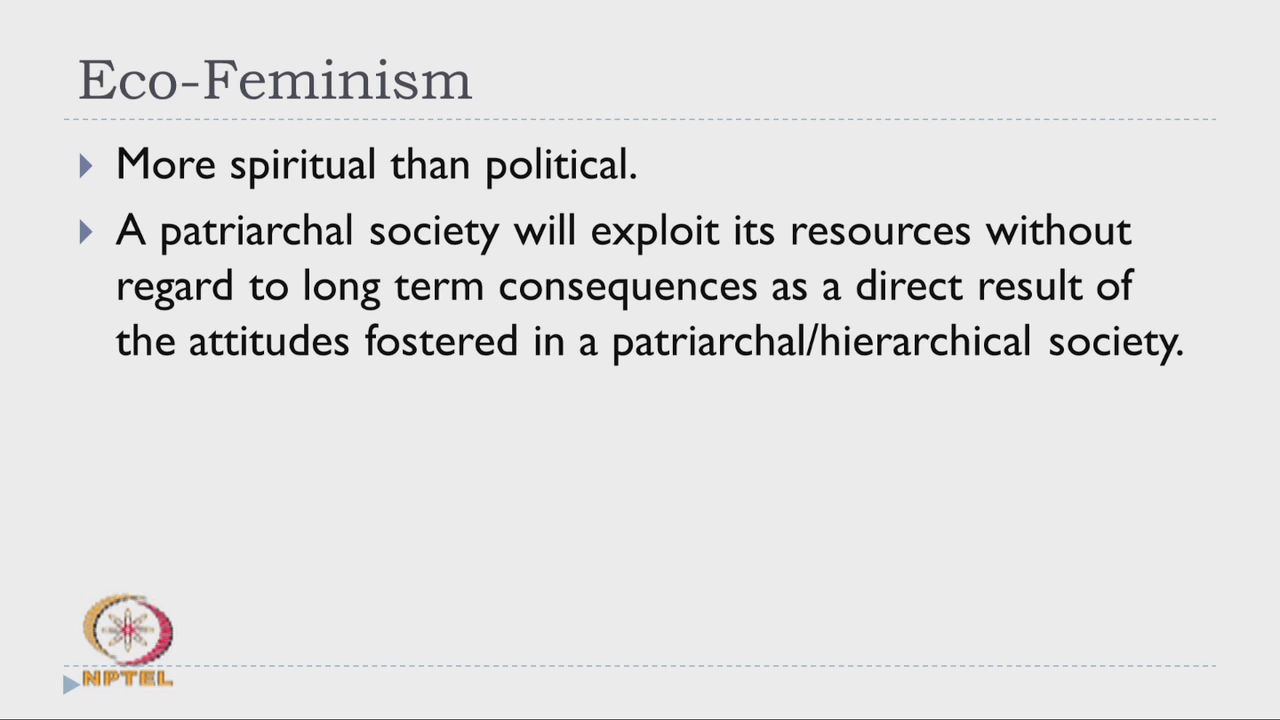 Eco-Feminism
More spiritual than political.
A patriarchal society will exploit its resources without
regard to long term consequences as a direct result of
the attitudes fostered in a patriarchal/hierarchical society.
NPTEL